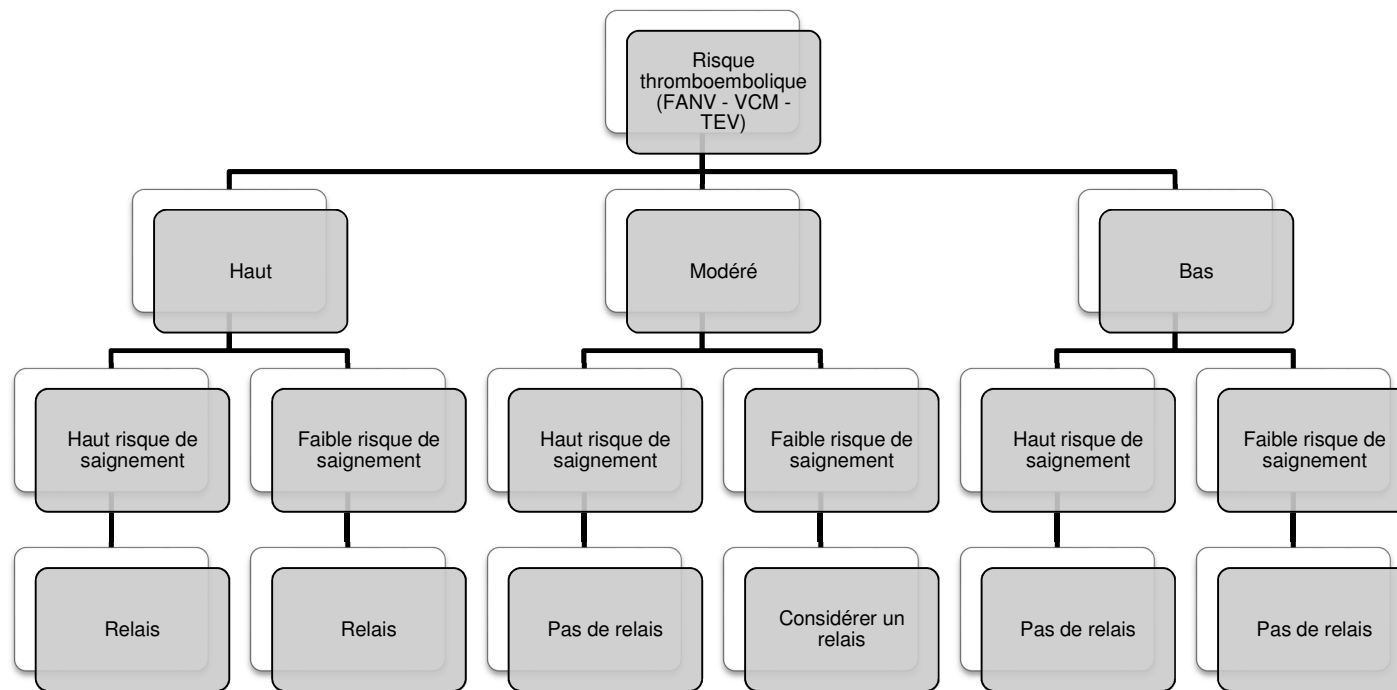 Risque
thromboembolique
(FANV - VCM -
TEV)
Haut
Modéré
Bas
Haut risque de
saignement
Faible risque de
saignement
Haut risque de
saignement
Faible risque de
saignement
Haut risque de
saignement
Faible risque de
saignement
Relais
Relais
Pas de relais
Considérer un
relais
Pas de relais
Pas de relais